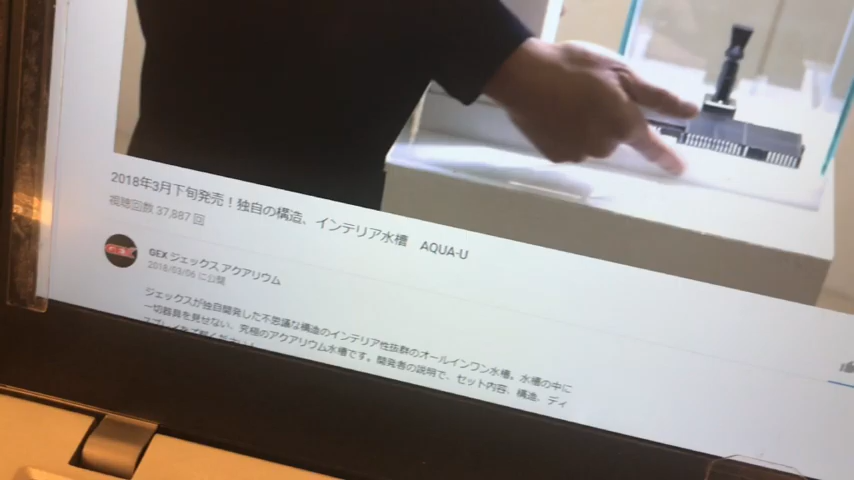 2018年3月下旬発売！独自の構造、インテリア水槽 AQUA-U
視聴回数 37,887 回
GEX
GEX ジェックス アクアリウム
2018/03/06 に公開
ジェックスが独自開発した不思議な構造のインテリア性抜群のオールインワン水槽。水槽の中に
一切器具を見せない、究極のアクアリウム水槽です。開発者の説明で、セット内容、構造、ディ